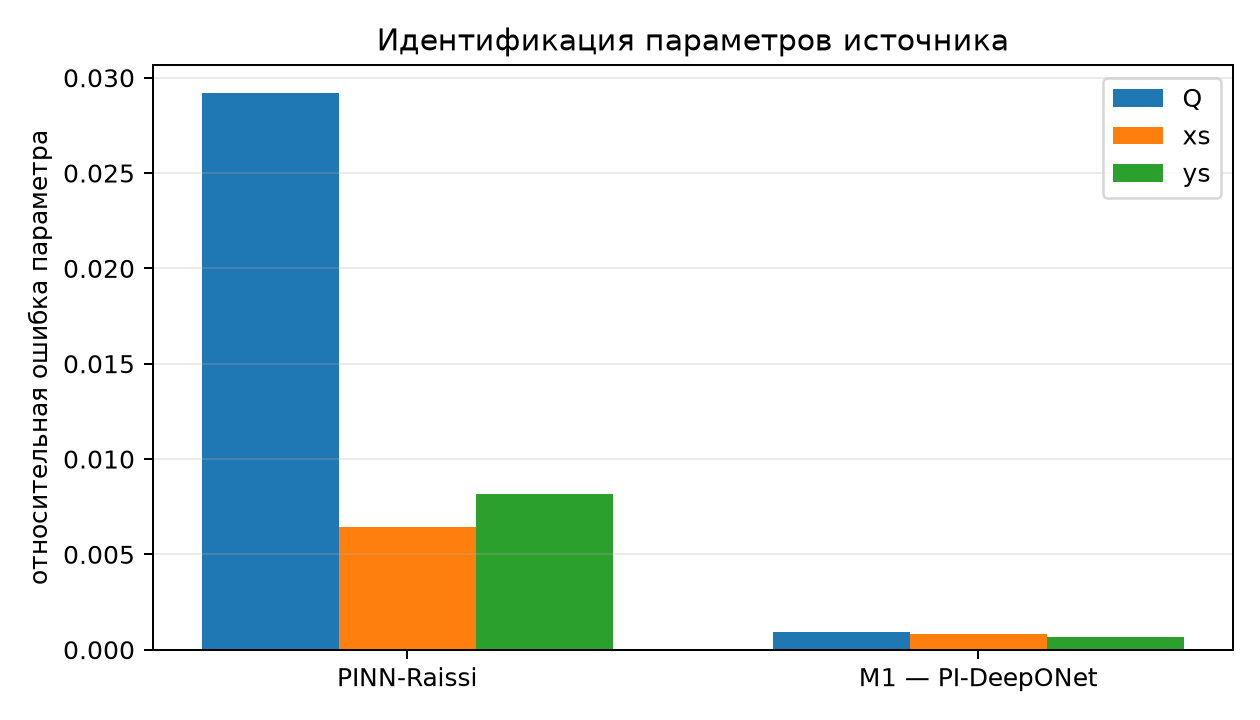 Идентификация параметров источника
относительная ошибка параметра
0.030
0.025
0.020
0.015
0.010
0.005
0.000
Q
xs
ys
PINN-Raissi
M1 — PI-DeepONet